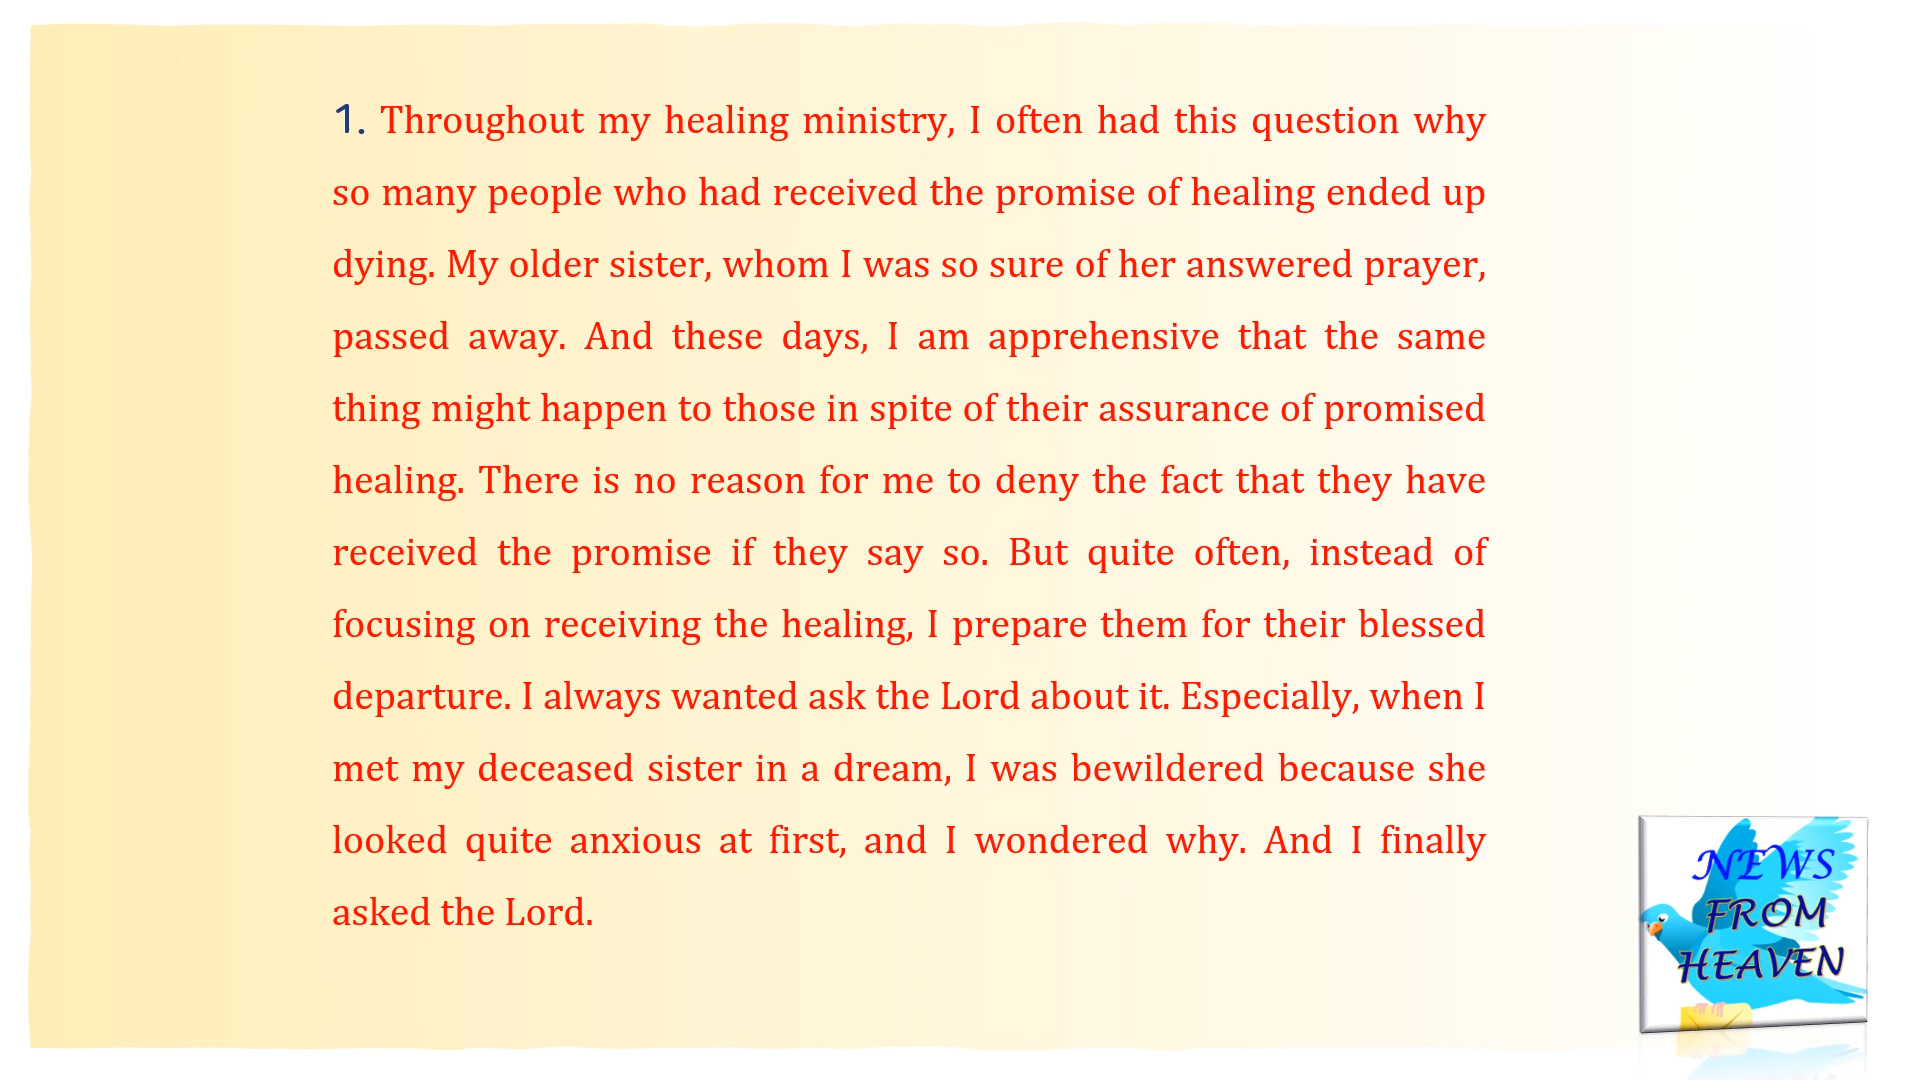 1. Throughout my healing ministry, I often had this question why
so many people who had received the promise of healing ended up
dying. My older sister, whom I was so sure of her answered prayer,
passed away. And these days, I am apprehensive that the same
thing might happen to those in spite of their assurance of promised
healing. There is no reason for me to deny the fact that they have
received the promise if they say so. But quite often, instead of
focusing on receiving the healing, I prepare them for their blessed
departure. I always wanted ask the Lord about it. Especially, when I
met my deceased sister in a dream, I was bewildered because she
looked quite anxious at first, and I wondered why. And I finally
asked the Lord.
NEWS
FROM
HEAVEN